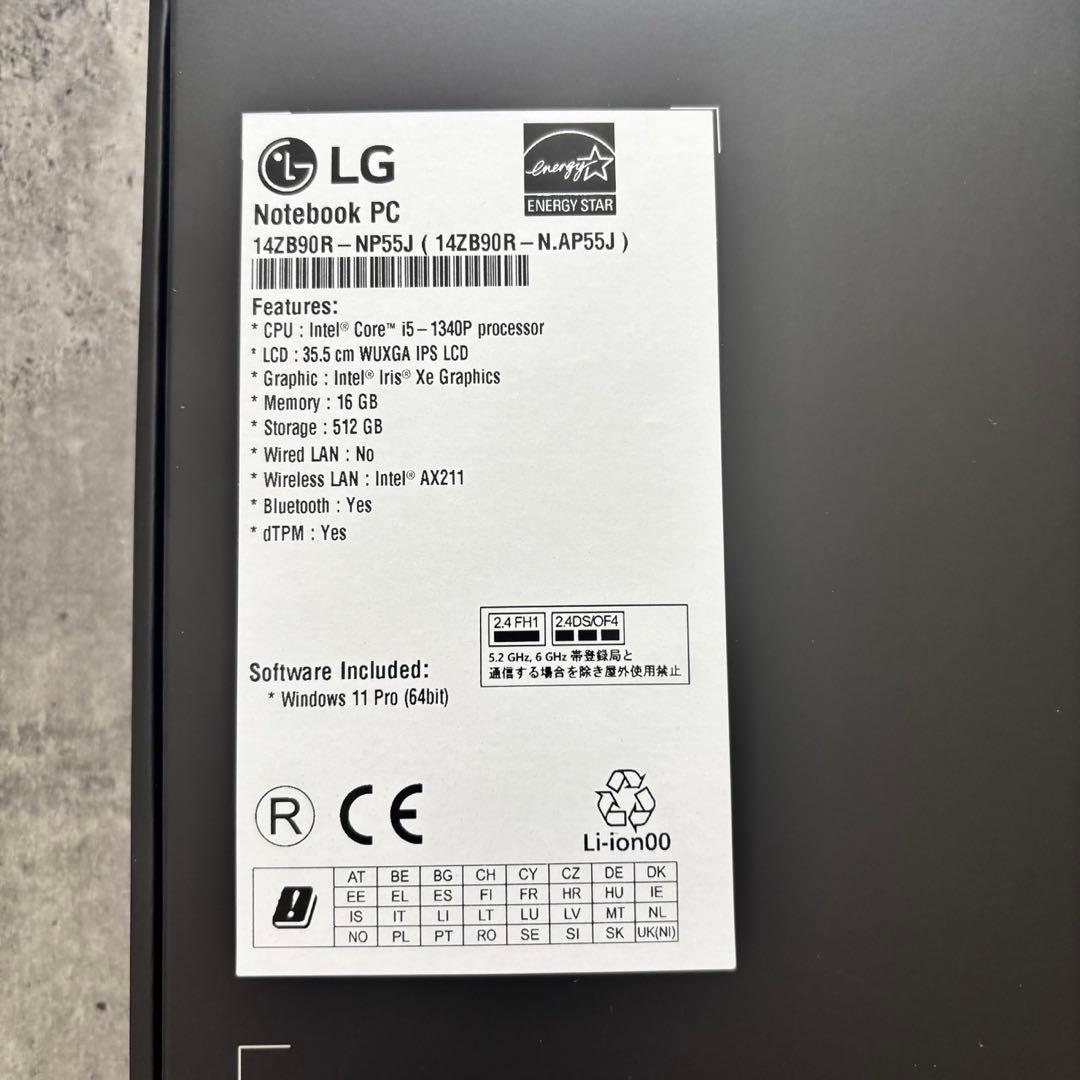 LG
energy
ENERGY STAR
Notebook PC
14ZB90R-NP55J ( 14ZB90R-N.AP55J )
Features:
* CPU : Intel® Core™ i5-1340P processor
* LCD : 35.5 cm WUXGA IPS LCD
* Graphic : Intel® Iris® Xe Graphics
* Memory : 16 GB
* Storage : 512 GB
* Wired LAN : No
* Wireless LAN : Intel® AX211
* Bluetooth : Yes
* dTPM : Yes
2.4 FH1 2.4DS/OF4
5.2 GHz, 6 GHz 帯登録局と
通信する場合を除き屋外使用禁止
Software Included:
* Windows 11 Pro (64bit)
R CE
Li-ion00
AT BE BG CH CY CZ DE DK
EE EL ES FI FR HR HU IE
IS IT LI LT LU LV MT NL
NO PL PT RO SE SI SK UK(NI)